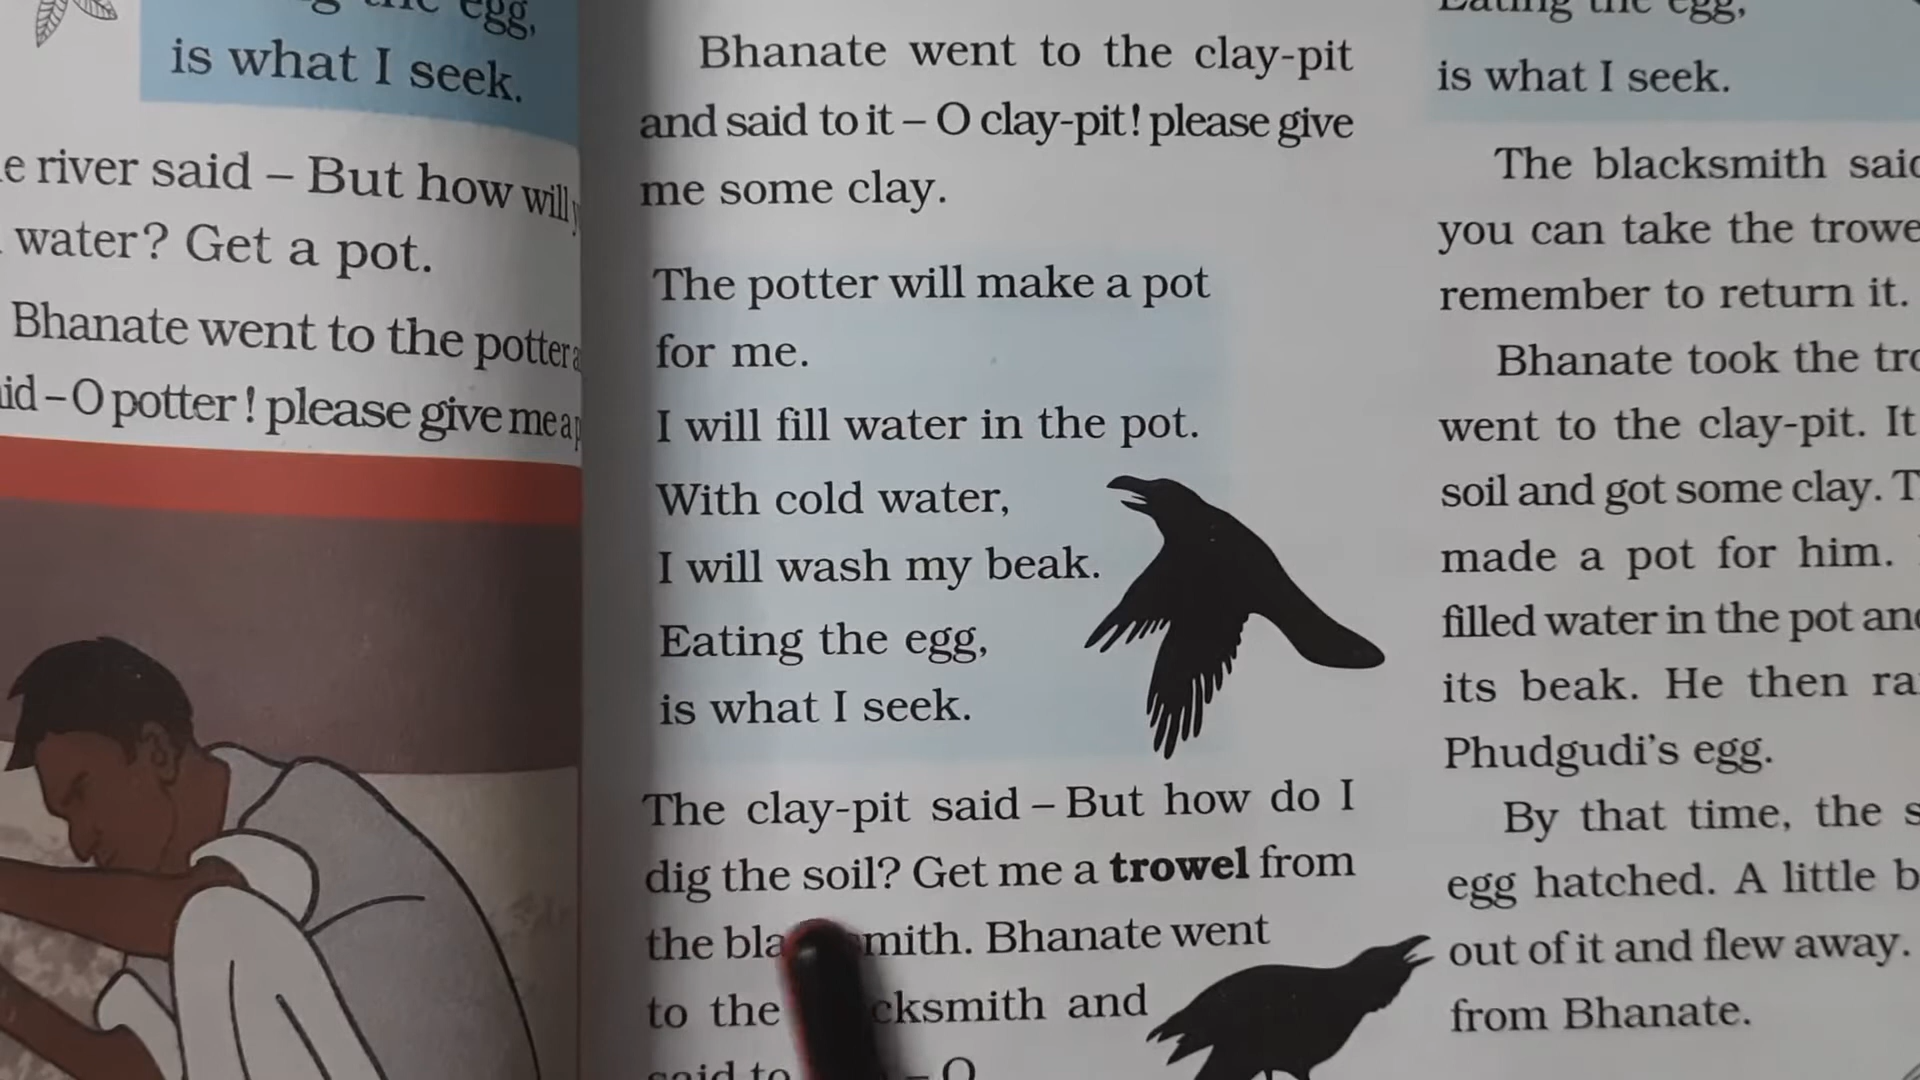 the egg,
is what I seek.
river said – But how will
water? Get a pot.
Bhanate went to the potter
– O potter! please give me a
Bhanate went to the clay-pit
and said to it – O clay-pit! please give
me some clay.
The potter will make a pot
for me.
I will fill water in the pot.
With cold water,
I will wash my beak.
Eating the egg,
is what I seek.
The clay-pit said – But how do I
dig the soil? Get me a trowel from
the mith. Bhanate went
to the cksmith and
said to – O
Eating the egg,
is what I seek.
The blacksmith
you can take the
remember to return it.
Bhanate took the
went to the clay-pit. It
soil and got some clay.
made a pot for him.
filled water in the pot
its beak. He then
Phudgudi's egg.
By that time, the
egg hatched. A little
out of it and flew away.
from Bhanate.